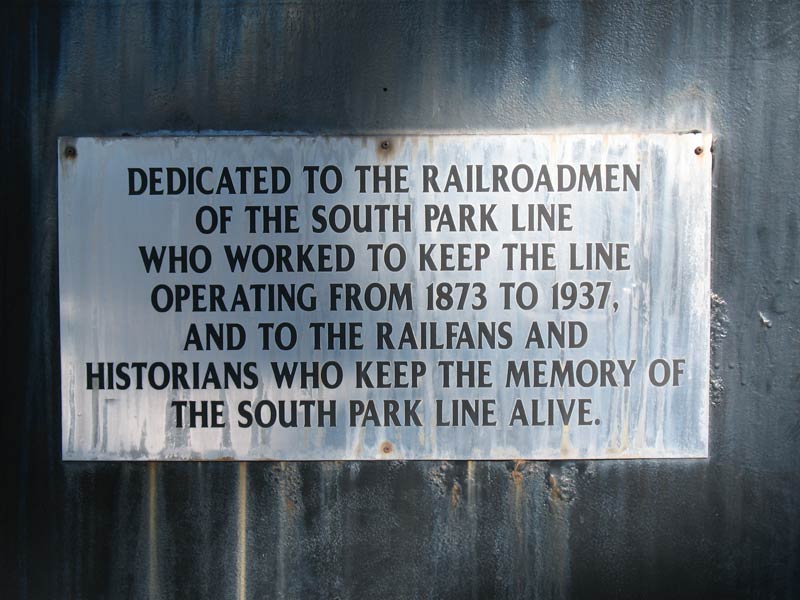 DEDICATED TO THE RAILROADMEN
OF THE SOUTH PARK LINE
WHO WORKED TO KEEP THE LINE
OPERATING FROM 1873 TO 1937,
AND TO THE RAILFANS AND
HISTORIANS WHO KEEP THE MEMORY OF
THE SOUTH PARK LINE ALIVE.